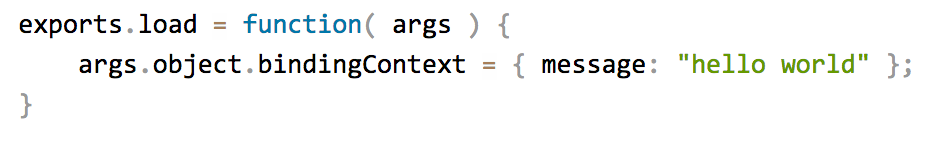 exports.load = function( args ) {
    args.object.bindingContext = { message: "hello world" };
}